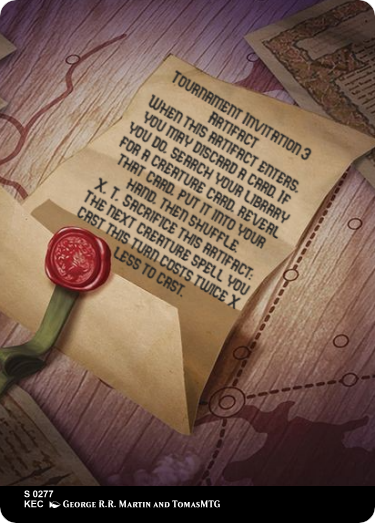 Tournament Invitation 3
Artifact
When this artifact enters,
you may discard a card. If
you do, search your library
for a creature card, reveal
that card, put it into your
hand, then shuffle.
X, T, Sacrifice this artifact:
The next creature spell you
cast this turn costs twice X
less to cast.
S 0277
KEC George R.R. Martin and TomasMTG